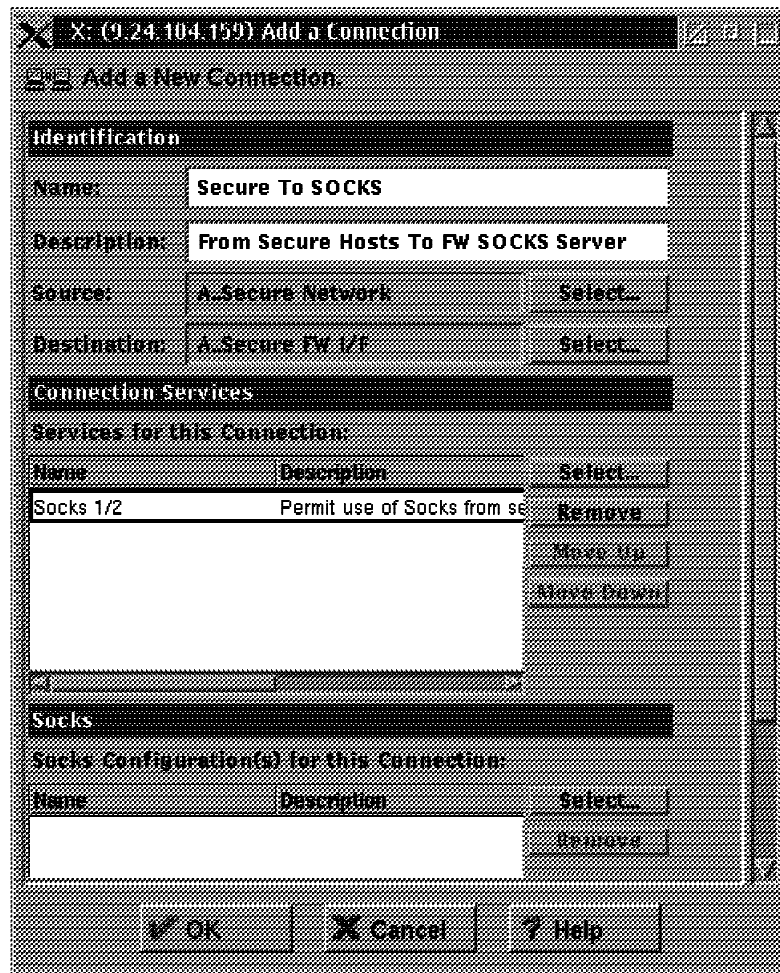 X: (9.24.104.159) Add a Connection
Add a New Connection.
Identification
Name: Secure To SOCKS
Description: From Secure Hosts To FW SOCKS Server
Source: A..Secure Network Select...
Destination: A..Secure FW I/F Select...
Connection Services
Services for this Connection:
Name Description Select...
Socks 1/2 Permit use of Socks from se Remove
Move Up
Move Down
Socks
Socks Configuration(s) for this Connection:
Name Description Select...
Remove
OK Cancel ? Help